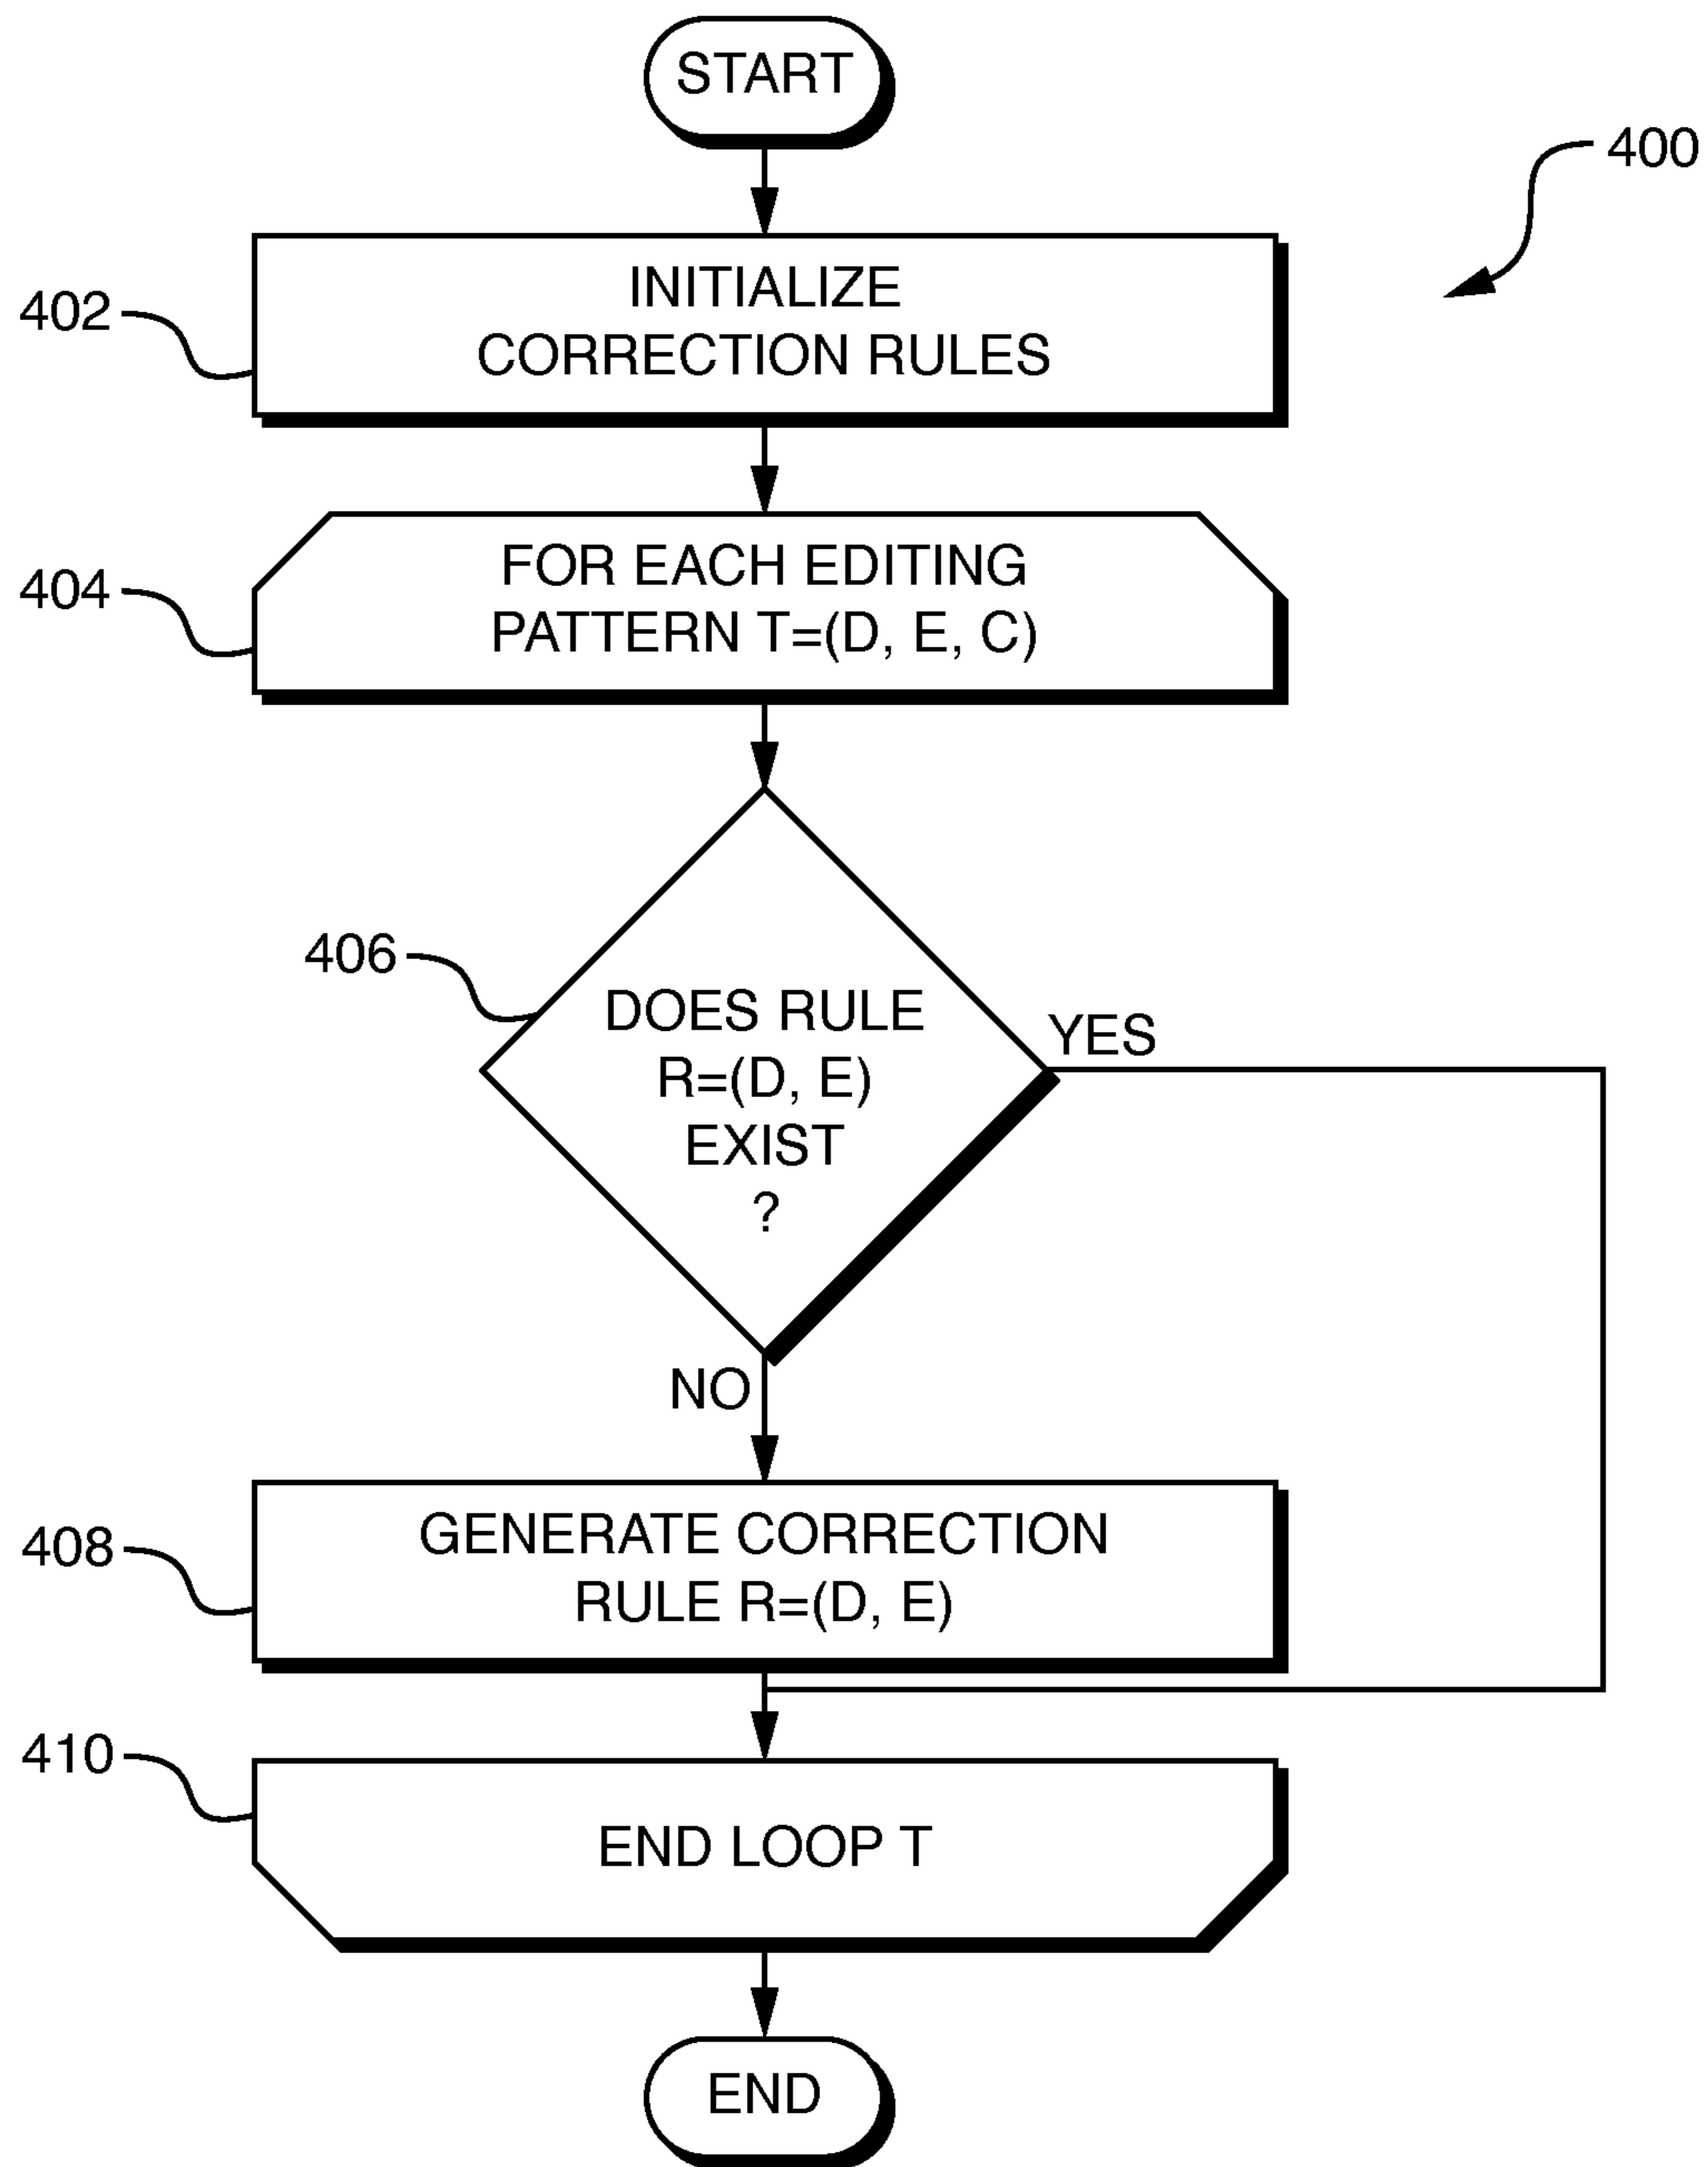 START
400
INITIALIZE
CORRECTION RULES
402
FOR EACH EDITING
PATTERN T=(D, E, C)
404
406
DOES RULE
R=(D, E)
EXIST
?
YES
NO
GENERATE CORRECTION
RULE R=(D, E)
408
410
END LOOP T
END